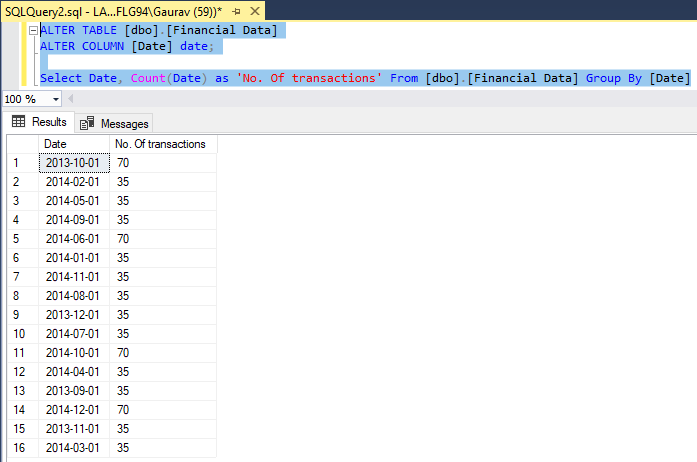 SQLQuery2.sql - LA...FLG94\Gaurav (59))*
ALTER TABLE [dbo].[Financial Data]
ALTER COLUMN [Date] date;
Select Date, Count(Date) as 'No. Of transactions' From [dbo].[Financial Data] Group By [Date]
100 %
Results Messages
Date No. Of transactions
1 2013-10-01 70
2 2014-02-01 35
3 2014-05-01 35
4 2014-09-01 35
5 2014-06-01 70
6 2014-01-01 35
7 2014-11-01 35
8 2014-08-01 35
9 2013-12-01 35
10 2014-07-01 35
11 2014-10-01 70
12 2014-04-01 35
13 2013-09-01 35
14 2014-12-01 70
15 2013-11-01 35
16 2014-03-01 35